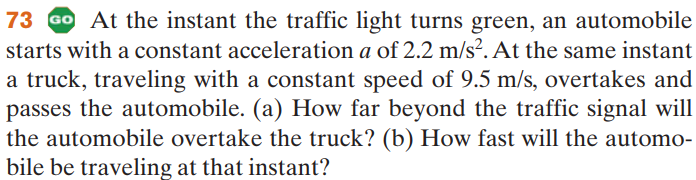 73 GO At the instant the traffic light turns green, an automobile
starts with a constant acceleration a of 2.2 m/s². At the same instant
a truck, traveling with a constant speed of 9.5 m/s, overtakes and
passes the automobile. (a) How far beyond the traffic signal will
the automobile overtake the truck? (b) How fast will the automo-
bile be traveling at that instant?